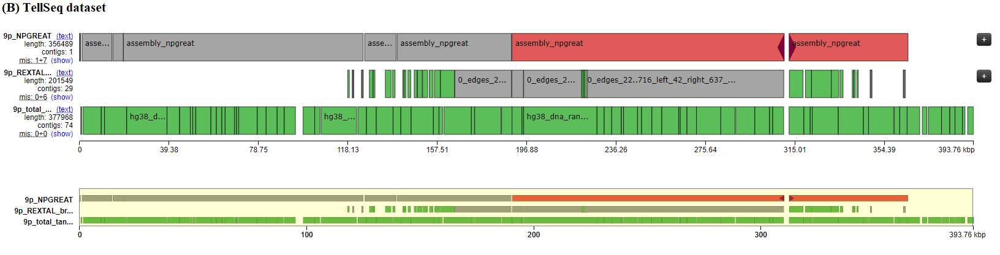 (B) TellSeq dataset
9p_NPGREAT (text)
length: 356489
contigs: 1
mis: 1+7 (show)
asse... assembly_npgreat asse... assembly_npgreat assembly_npgreat assembly_npgreat
+
9p_REXTAL... (text)
length: 201549
contigs: 29
mis: 0+6 (show)
0_edges_2... 0_edges_2... 0_edges_22..716_left_42_right_637_...
+
9p_total_... (text)
length: 377968
contigs: 74
mis: 0+0 (show)
hg38_d... hg38_... hg38_dna_ran...
0 39.38 78.75 118.13 157.51 196.88 236.26 275.64 315.01 354.39 393.76 kbp
9p_NPGREAT
9p_REXTAL_br...
9p_total_tan...
0 100 200 300 393.76 kbp